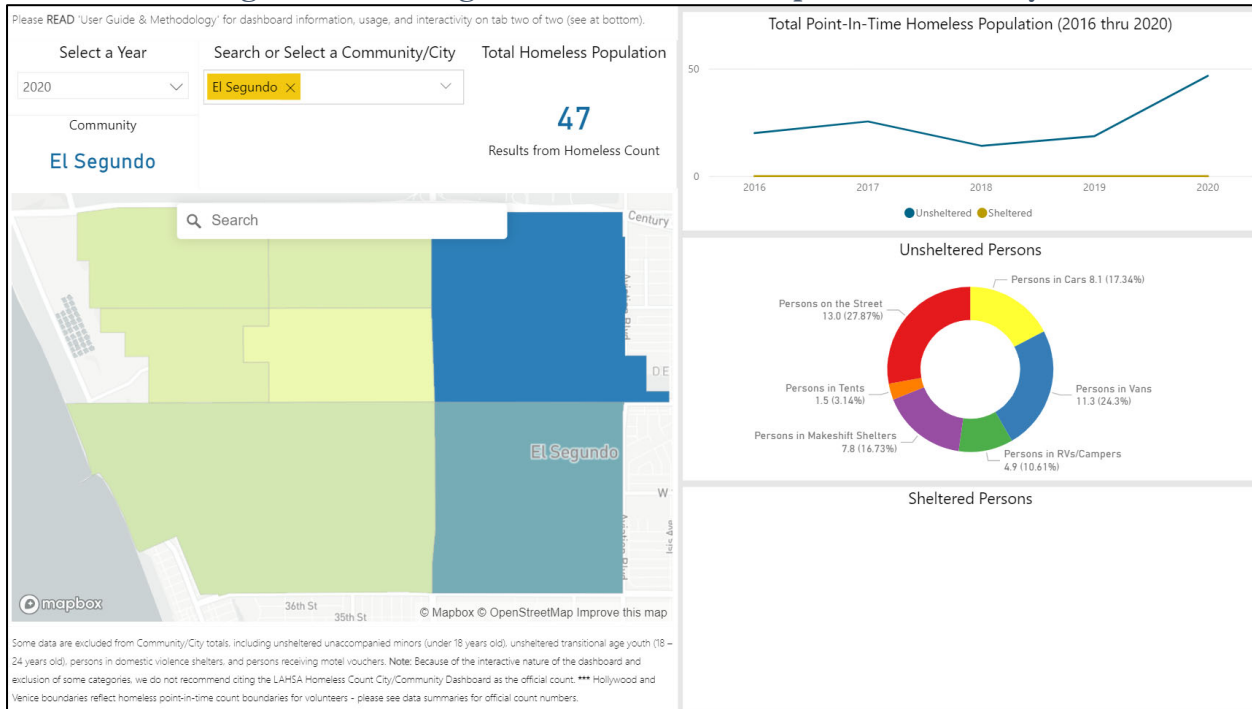 Please READ 'User Guide & Methodology' for dashboard information, usage, and interactivity on tab two of two (see at bottom).
Select a Year
2020
Search or Select a Community/City
El Segundo ×
Total Homeless Population
47
Results from Homeless Count
Community
El Segundo
Search
Century
Aviation Blvd
DE
El Segundo
W
Aviation Blvd
Isis Ave
36th St
35th St
mapbox
© Mapbox © OpenStreetMap Improve this map
Some data are excluded from Community/City totals, including unsheltered unaccompanied minors (under 18 years old), unsheltered transitional age youth (18 –
24 years old), persons in domestic violence shelters, and persons receiving motel vouchers. Note: Because of the interactive nature of the dashboard and
exclusion of some categories, we do not recommend citing the LAHSA Homeless Count City/Community Dashboard as the official count. *** Hollywood and
Venice boundaries reflect homeless point-in-time count boundaries for volunteers - please see data summaries for official count numbers.
Total Point-In-Time Homeless Population (2016 thru 2020)
50
0
2016 2017 2018 2019 2020
Unsheltered Sheltered
Unsheltered Persons
Persons in Cars 8.1 (17.34%)
Persons on the Street
13.0 (27.87%)
Persons in Tents
1.5 (3.14%)
Persons in Vans
11.3 (24.3%)
Persons in Makeshift Shelters
7.8 (16.73%)
Persons in RVs/Campers
4.9 (10.61%)
Sheltered Persons